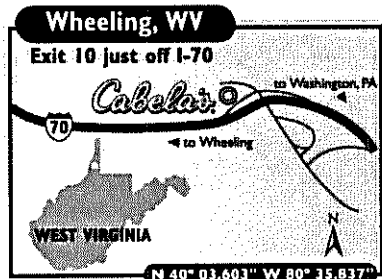 Wheeling, WV
Exit 10 just off I-70
to Washington, PA
Cabela's
70
to Wheeling
WEST VIRGINIA
N
N 40° 03.603" W 80° 35.837"